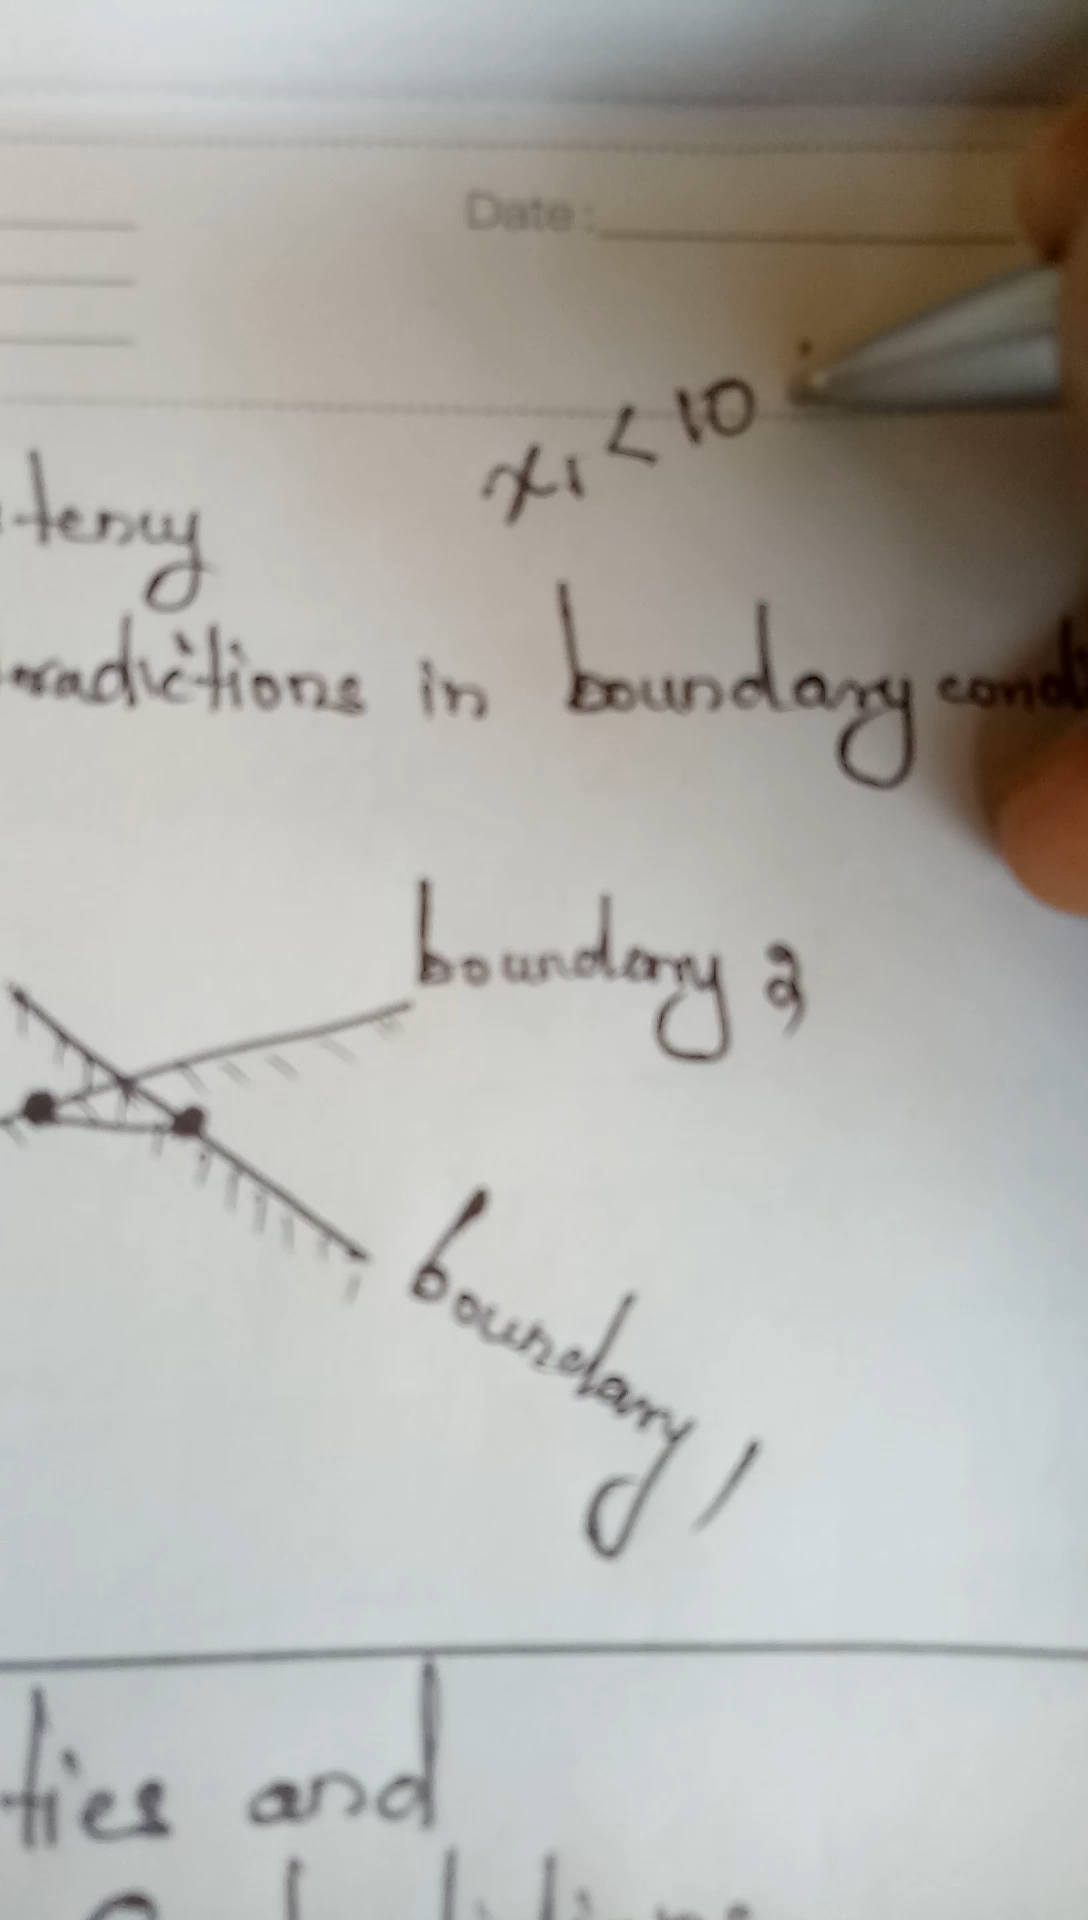 Date:
x₁ < 10
tency
radictions in boundary cond
boundary 2
boundary 1
ties and